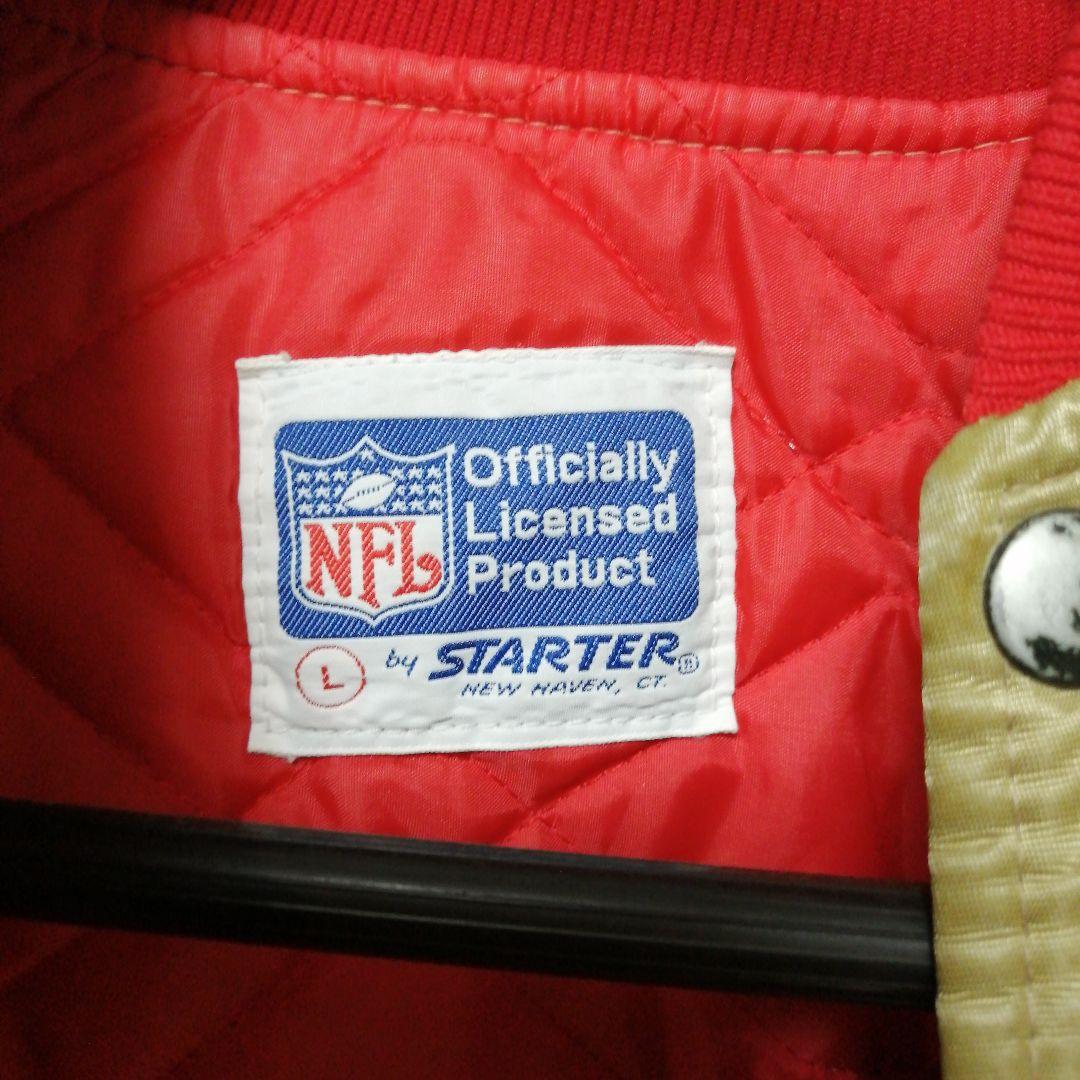 NFL
Officially
Licensed
Product
L
by STARTER®
NEW HAVEN, CT.